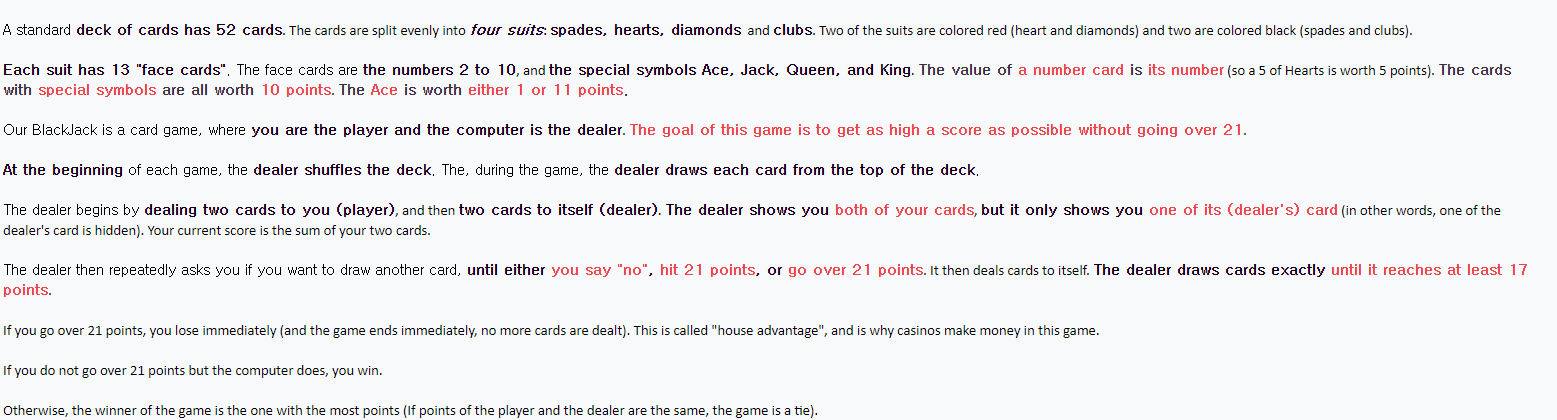 A standard deck of cards has 52 cards. The cards are split evenly into four suits: spades, hearts, diamonds and clubs. Two of the suits are colored red (heart and diamonds) and two are colored black (spades and clubs).
Each suit has 13 "face cards". The face cards are the numbers 2 to 10, and the special symbols Ace, Jack, Queen, and King. The value of a number card is its number (so a 5 of Hearts is worth 5 points). The cards
with special symbols are all worth 10 points. The Ace is worth either 1 or 11 points.
Our BlackJack is a card game, where you are the player and the computer is the dealer. The goal of this game is to get as high a score as possible without going over 21.
At the beginning of each game, the dealer shuffles the deck. The, during the game, the dealer draws each card from the top of the deck.
The dealer begins by dealing two cards to you (player), and then two cards to itself (dealer). The dealer shows you both of your cards, but it only shows you one of its (dealer's) card (in other words, one of the
dealer's card is hidden). Your current score is the sum of your two cards.
The dealer then repeatedly asks you if you want to draw another card, until either you say "no", hit 21 points, or go over 21 points. It then deals cards to itself. The dealer draws cards exactly until it reaches at least 17
points.
If you go over 21 points, you lose immediately (and the game ends immediately, no more cards are dealt). This is called "house advantage", and is why casinos make money in this game.
If you do not go over 21 points but the computer does, you win.
Otherwise, the winner of the game is the one with the most points (If points of the player and the dealer are the same, the game is a tie).